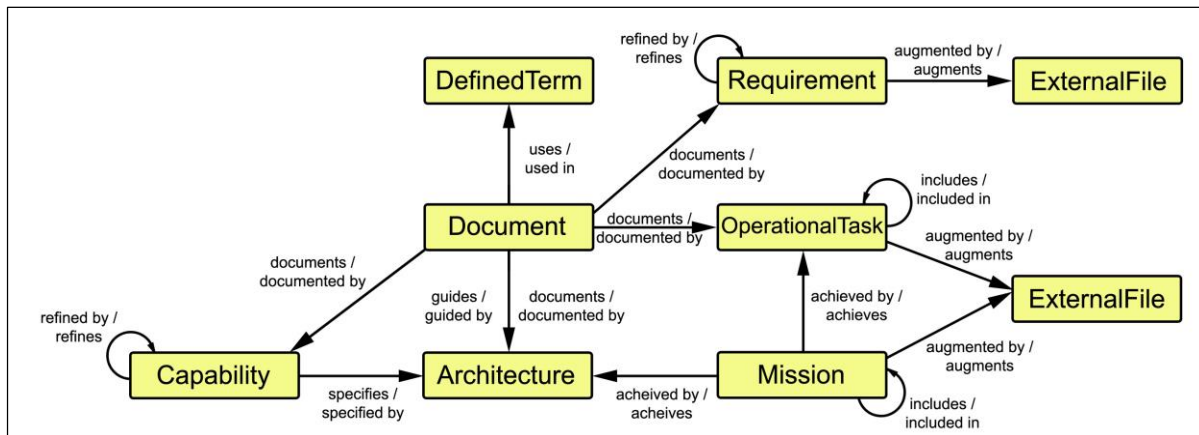 refined by /
refines
augmented by /
augments
DefinedTerm
Requirement
ExternalFile
uses /
used in
documents /
documented by
includes /
included in
Document
documents /
documented by
OperationalTask
augmented by /
augments
documents /
documented by
guides /
guided by
documents /
documented by
achieved by /
achieves
ExternalFile
refined by /
refines
augmented by /
augments
Capability
specifies /
specified by
Architecture
acheived by /
acheives
Mission
includes /
included in